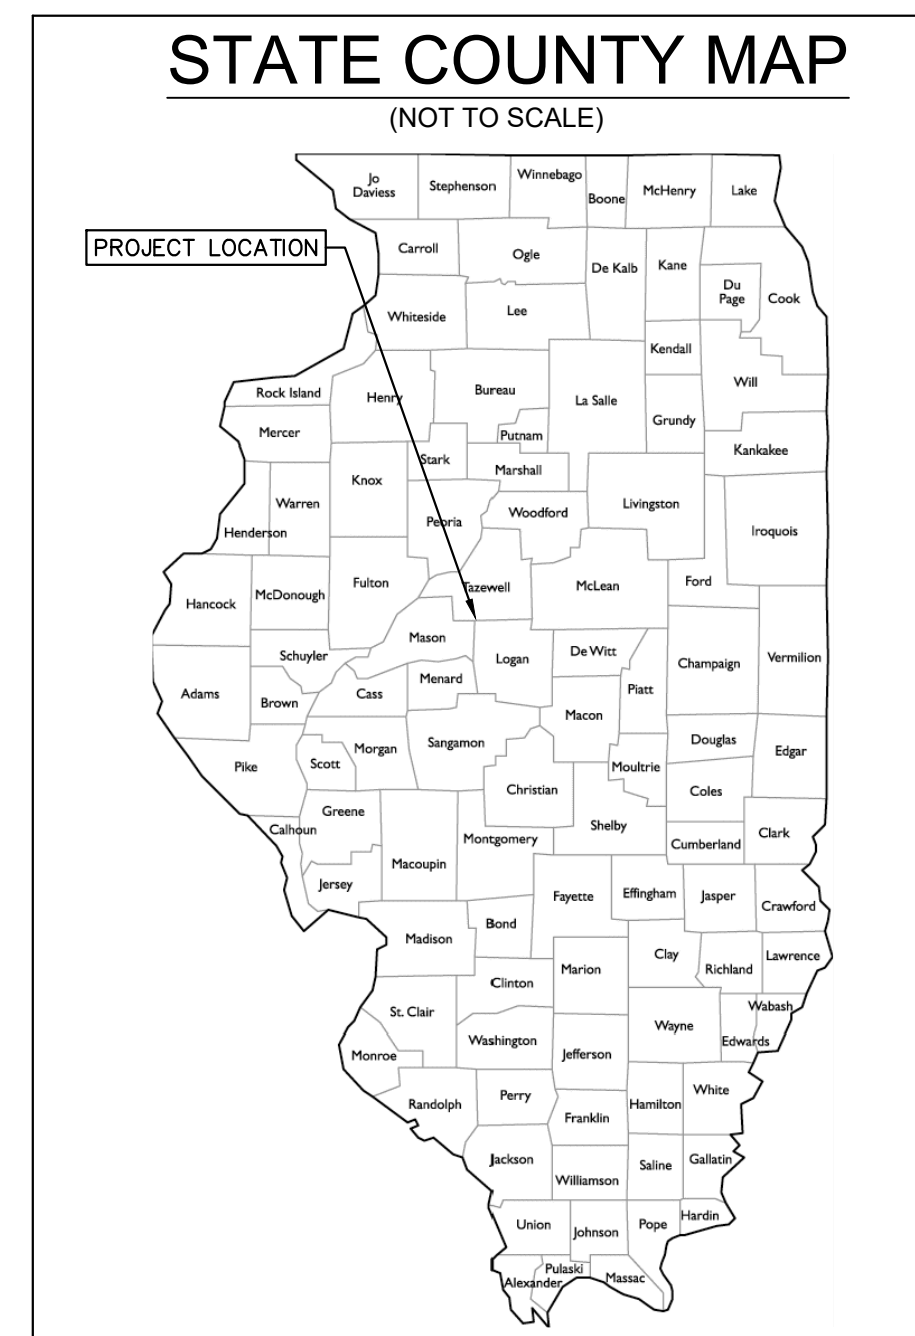 STATE COUNTY MAP
(NOT TO SCALE)
Jo
Daviess
Stephenson
Winnebago
Boone
McHenry
Lake
PROJECT LOCATION
Carroll
Ogle
De Kalb
Kane
Du
Page
Cook
Whiteside
Lee
Kendall
Rock Island
Henry
Bureau
La Salle
Will
Grundy
Mercer
Putnam
Kankakee
Stark
Marshall
Knox
Warren
Peoria
Woodford
Livingston
Henderson
Iroquois
Hancock
McDonough
Fulton
Tazewell
McLean
Ford
Mason
Schuyler
Logan
De Witt
Champaign
Vermilion
Adams
Brown
Cass
Menard
Piatt
Macon
Pike
Scott
Morgan
Sangamon
Douglas
Edgar
Moultrie
Christian
Coles
Greene
Calhoun
Montgomery
Shelby
Cumberland
Clark
Macoupin
Jersey
Fayette
Effingham
Jasper
Crawford
Madison
Bond
Marion
Clay
Richland
Lawrence
Clinton
St. Clair
Wabash
Wayne
Edwards
Washington
Monroe
Jefferson
Randolph
Perry
Franklin
Hamilton
White
Jackson
Williamson
Saline
Gallatin
Union
Johnson
Pope
Hardin
Alexander
Pulaski
Massac